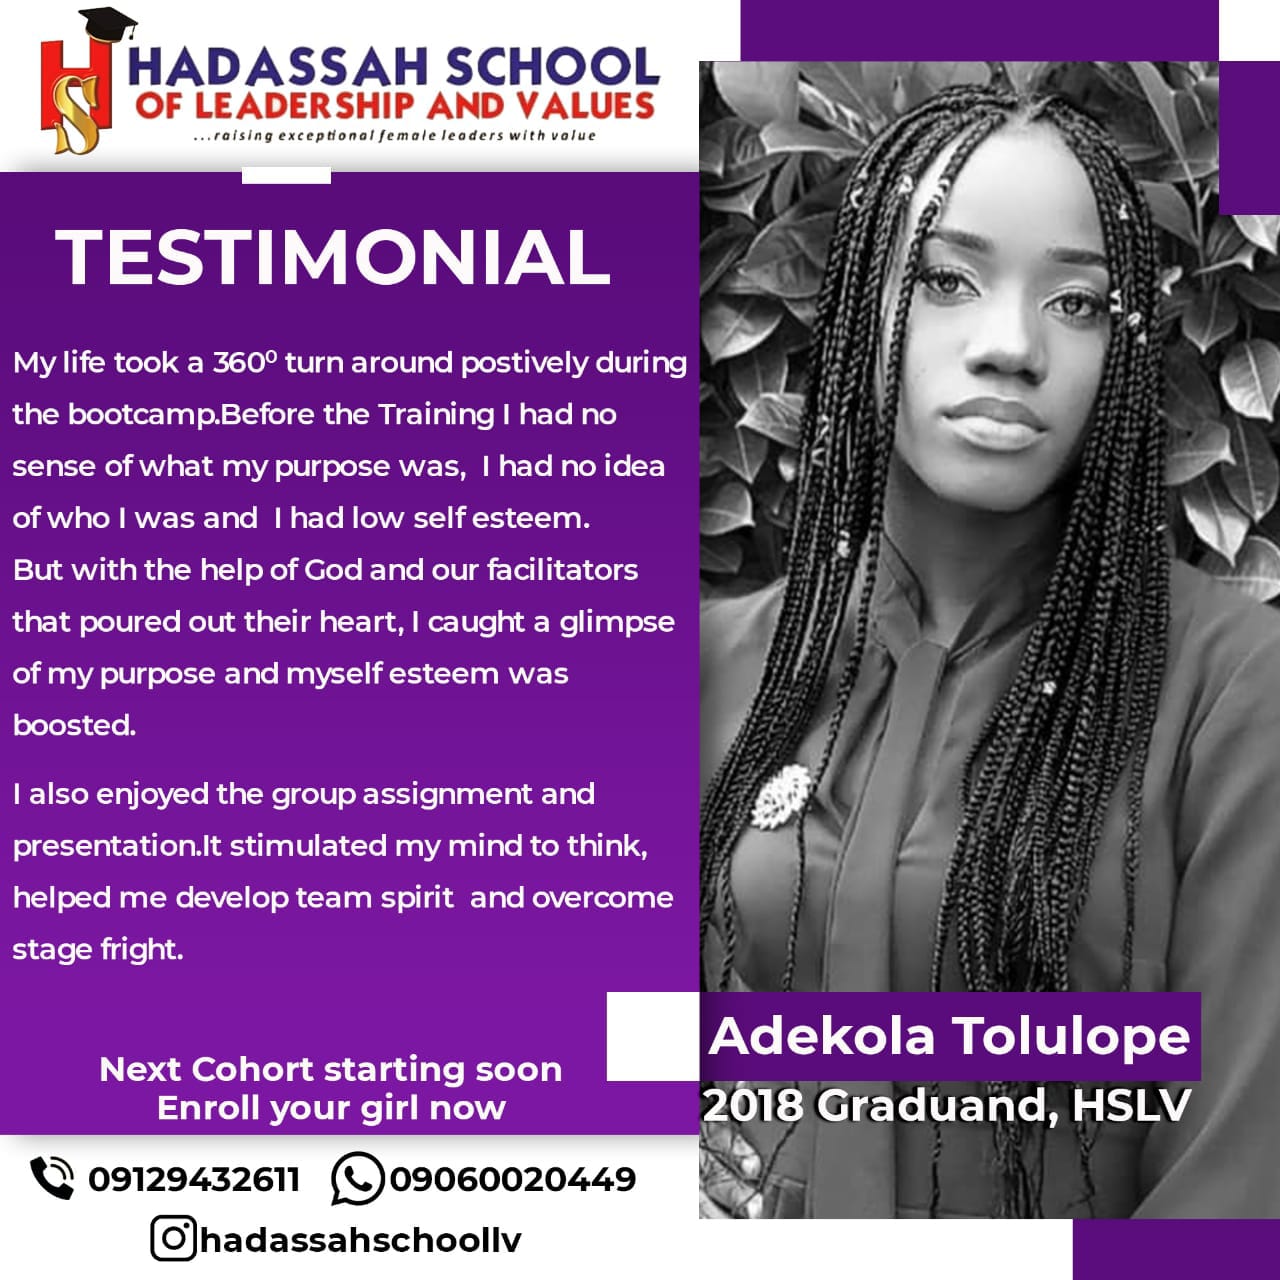 HADASSAH SCHOOL
OF LEADERSHIP AND VALUES
...raising exceptional female leaders with value
TESTIMONIAL
My life took a 360⁰ turn around postively during
the bootcamp.Before the Training I had no
sense of what my purpose was, I had no idea
of who I was and I had low self esteem.
But with the help of God and our facilitators
that poured out their heart, I caught a glimpse
of my purpose and myself esteem was
boosted.
I also enjoyed the group assignment and
presentation.It stimulated my mind to think,
helped me develop team spirit and overcome
stage fright.
Next Cohort starting soon
Enroll your girl now
Adekola Tolulope
2018 Graduand, HSLV
09129432611 09060020449
hadassahschoollv